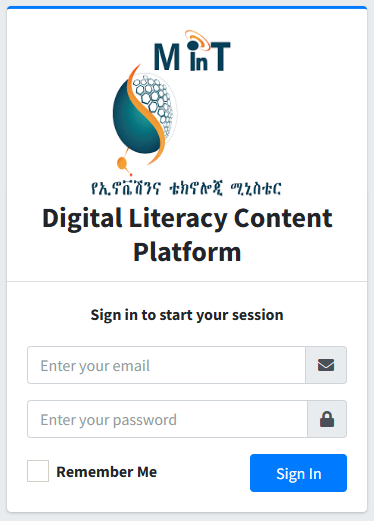 M inT
የኢኖቬሽንና ቴክኖሎጂ ሚኒስቴር
Digital Literacy Content
Platform
Sign in to start your session
Enter your email
Enter your password
Remember Me
Sign In